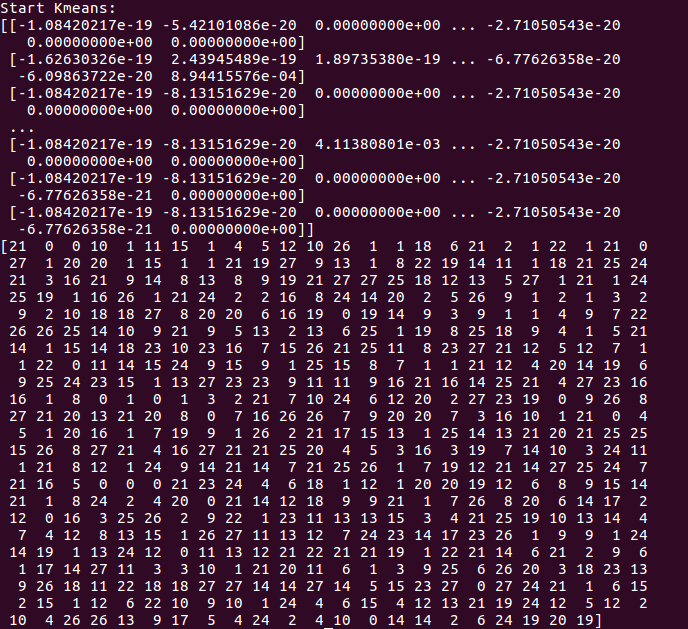 Start Kmeans:
[[-1.08420217e-19 -5.42101086e-20  0.00000000e+00 ... -2.71050543e-20
   0.00000000e+00  0.00000000e+00]
 [-1.62630326e-19  2.43945489e-19  1.89735380e-19 ... -6.77626358e-20
  -6.09863722e-20  8.94415576e-04]
 [-1.08420217e-19 -8.13151629e-20  0.00000000e+00 ... -2.71050543e-20
   0.00000000e+00  0.00000000e+00]
 ...
 [-1.08420217e-19 -8.13151629e-20  4.11380801e-03 ... -2.71050543e-20
   0.00000000e+00  0.00000000e+00]
 [-1.08420217e-19 -8.13151629e-20  0.00000000e+00 ... -2.71050543e-20
  -6.77626358e-21  0.00000000e+00]
 [-1.08420217e-19 -8.13151629e-20  0.00000000e+00 ... -2.71050543e-20
  -6.77626358e-21  0.00000000e+00]]
[21  0  0 10  1 11 15  1  4  5 12 10 26  1  1 18  6 21  2  1 22  1 21  0
 27  1 20 20  1 15  1  1 21 19 27  9 13  1  8 22 19 14 11  1 18 21 25 24
 21  3 16 21  9 14  8 13  8  9 19 21 27 27 25 18 12 13  5 27  1 21  1 24
 25 19  1 16 26  1 21 24  2  2 16  8 24 14 20  2  5 26  9  1  2  1  3  2
  9  2 10 18 18 27  8 20 20  6 16 19  0 19 14  9  3  9  1  1  4  9  7 22
 26 26 25 14 10  9 21  9  5 13  2 13  6 25  1 19  8 25 18  9  4  1  5 21
 14  1 15 14 18 23 10 23 16  7 15 26 21 25 11  8 23 27 21 12  5 12  7  1
  1 22  0 11 14 15 24  9 15  9  1 25 15  8  7  1  1 21 12  4 20 14 19  6
  9 25 24 23 15  1 13 27 23 23  9 11 11  9 16 21 16 14 25 21  4 27 23 16
 16  1  8  0  1  0  1  3  2 21  7 10 24  6 12 20  2 27 23 19  0  9 26  8
 27 21 20 13 21 20  8  0  7 16 26 26  7  9 20 20  7  3 16 10  1 21  0  4
  5  1 20 16  1  7 19  9  1 26  2 21 17 15 13  1 25 14 13 21 20 21 25 25
 15 26  8 27 21  4 16 27 21 21 25 20  4  5  3 16  3 19  7 14 10  3 24 11
  1 21  8 12  1 24  9 14 21 14  7 21 25 26  1  7 19 12 21 14 27 25 24  7
 21 16  5  0  0  0 21 23 24  4  6 18  1 12  1 20 20 19 12  6  8  9 15 14
 21  1  8 24  2  4 20  0 21 14 12 18  9  9 21  1  7 26  8 20  6 14 17  2
 12  0 16  3 25 26  2  9 22  1 23 11 13 13 15  3  4 21 25 19 10 13 14  4
  7  4 12  8 13 15  1 26 27 11 13 12  7 24 23 14 17 23 26  1  9  9  1 24
 14 19  1 13 24 12  0 11 13 12 21 22 21 21 19  1 22 21 14  6 21  2  9  6
  1 17 14 27 11  3  3 10  1 21 20 11  6  1  3  9 25  6 26 20  3 18 23 13
  9 26 18 11 22 18 18 27 27 14 14 27 14  5 15 23 27  0 27 24 21  1  6 15
  2 15  1 12  6 22 10  9 10  1 24  4  6 15  4 12 13 21 19 24 12  5 12  2
 10  4 26 26 13  9 17  5  4 24  2  4 10  0 14 14  2  6 24 19 20 19]